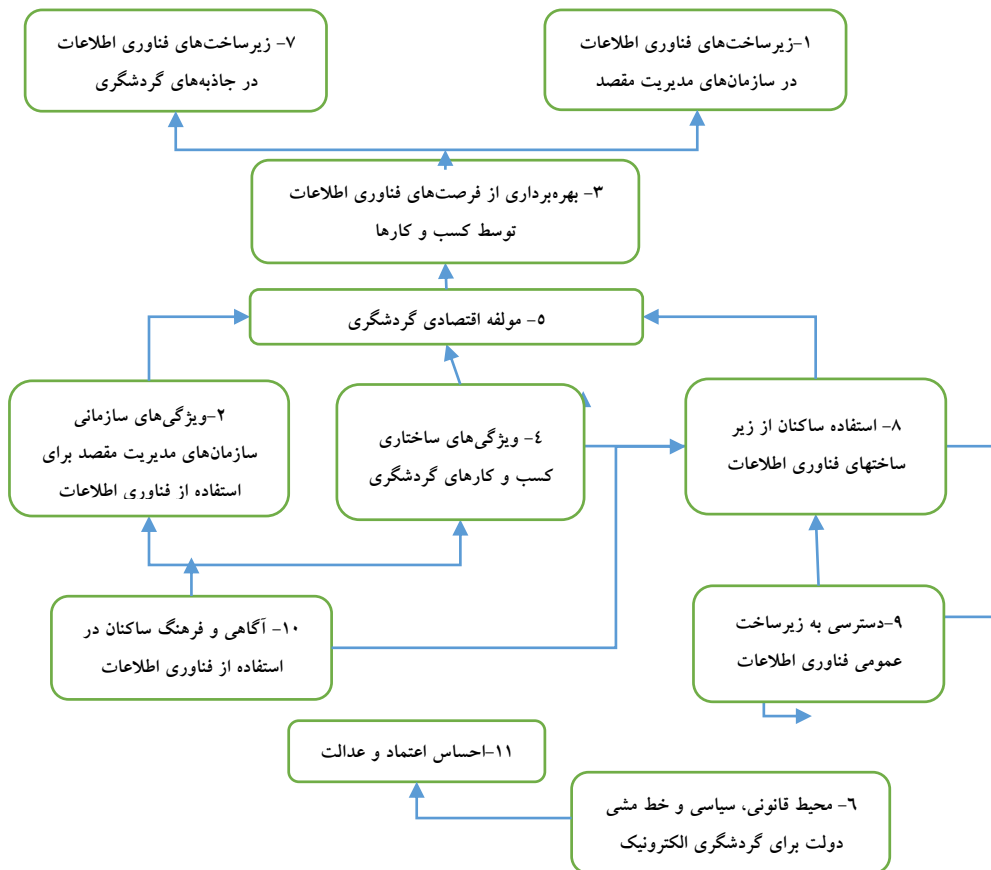 ۱-زیرساخت‌های فناوری اطلاعات
در سازمان‌های مدیریت مقصد
۷- زیرساخت‌های فناوری اطلاعات
در جاذبه‌های گردشگری
۳- بهره‌برداری از فرصت‌های فناوری اطلاعات
توسط کسب و کارها
۵- مولفه اقتصادی گردشگری
۸- استفاده ساکنان از زیر
ساختهای فناوری اطلاعات
۴- ویژگی‌های ساختاری
کسب و کارهای گردشگری
۲-ویژگی‌های سازمانی
سازمان‌های مدیریت مقصد برای
استفاده از فناوری اطلاعات
۹-دسترسی به زیرساخت
عمومی فناوری اطلاعات
۱۰- آگاهی و فرهنگ ساکنان در
استفاده از فناوری اطلاعات
۱۱-احساس اعتماد و عدالت
۶- محیط قانونی، سیاسی و خط مشی
دولت برای گردشگری الکترونیک